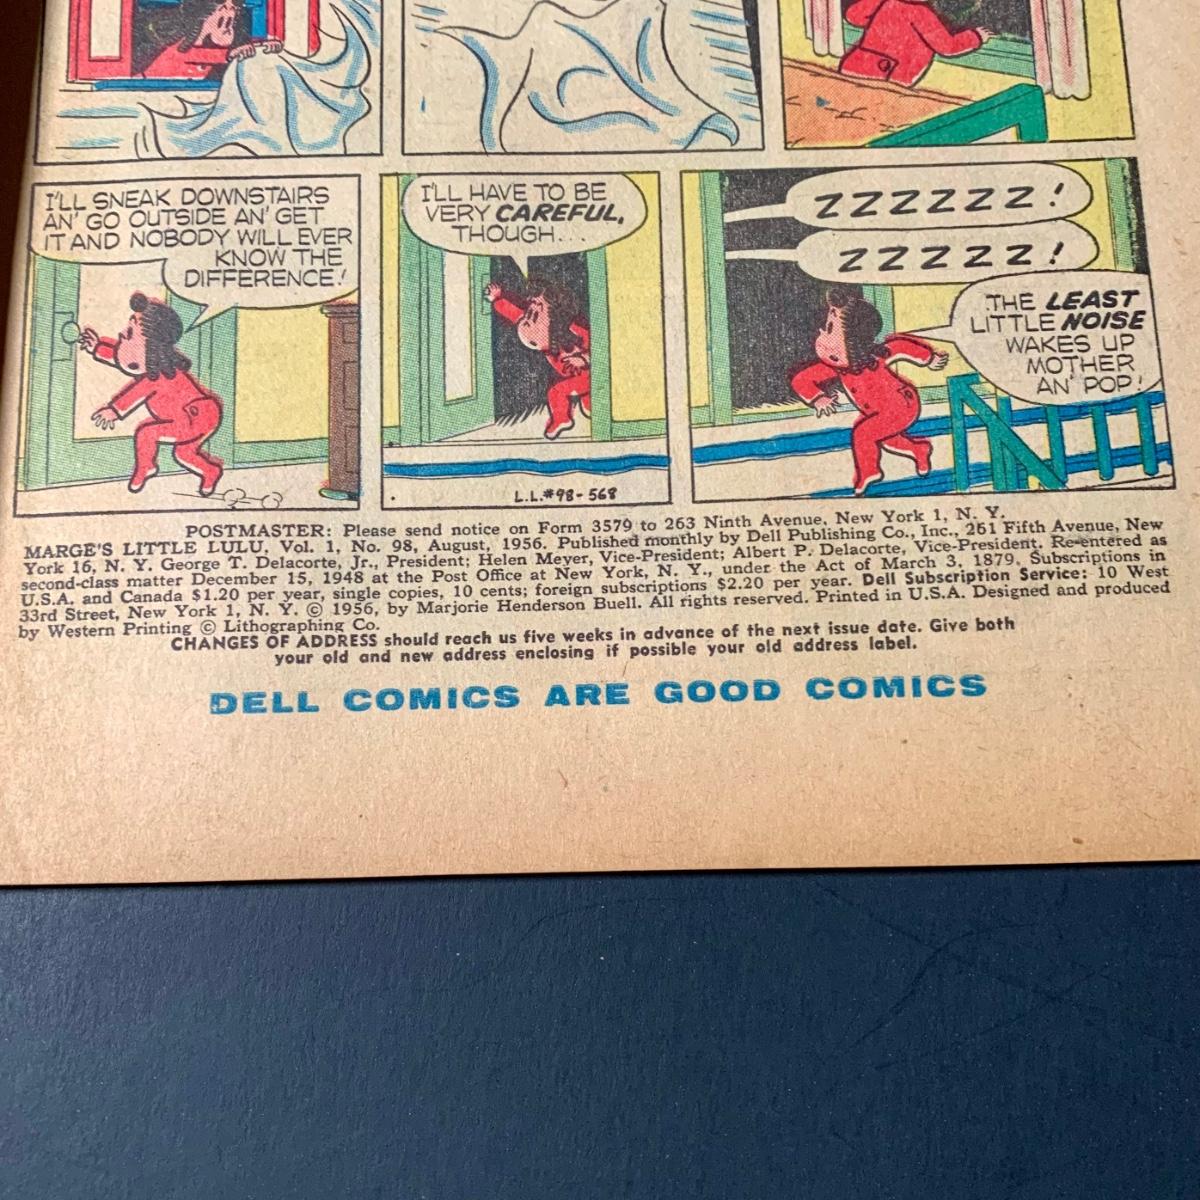 I'LL SNEAK DOWNSTAIRS
AN' GO OUTSIDE AN' GET
IT AND NOBODY WILL EVER
KNOW THE
DIFFERENCE!
I'LL HAVE TO BE
VERY CAREFUL,
THOUGH...
L.L.#98-568
ZZZZZZ!
ZZZZZ!
THE LEAST
LITTLE NOISE
WAKES UP
MOTHER
AN' POP!
POSTMASTER: Please send notice on Form 3579 to 263 Ninth Avenue, New York 1, N. Y.
MARGE'S LITTLE LULU, Vol. 1, No. 98, August, 1956. Published monthly by Dell Publishing Co., Inc., 261 Fifth Avenue, New
York 16, N. Y. George T. Delacorte, Jr., President; Helen Meyer, Vice-President; Albert P. Delacorte, Vice-President. Re-entered as
second-class matter December 15, 1948 at the Post Office at New York, N. Y., under the Act of March 3, 1879. Subscriptions in
U.S.A. and Canada $1.20 per year, single copies, 10 cents; foreign subscriptions $2.20 per year. Dell Subscription Service: 10 West
33rd Street, New York 1, N. Y. © 1956, by Marjorie Henderson Buell. All rights reserved. Printed in U.S.A. Designed and produced
by Western Printing © Lithographing Co.
CHANGES OF ADDRESS should reach us five weeks in advance of the next issue date. Give both
your old and new address enclosing if possible your old address label.
DELL COMICS ARE GOOD COMICS